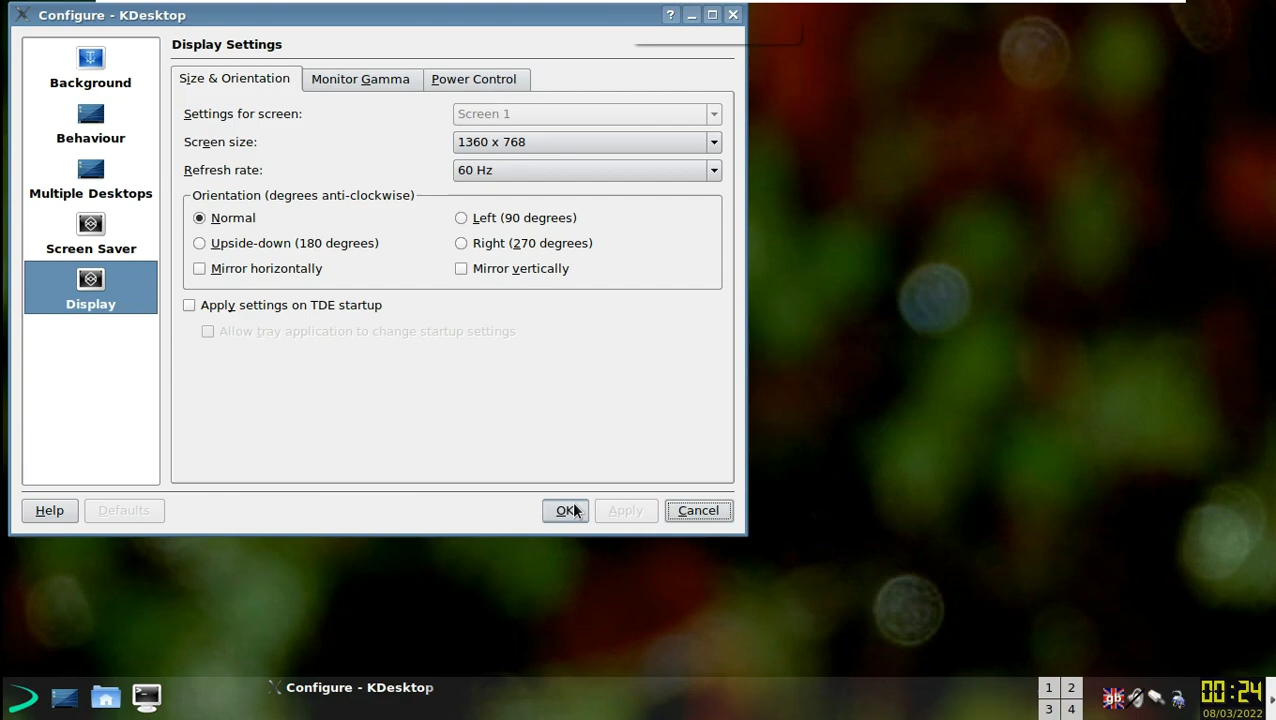 Configure - KDesktop
?
Background
Behaviour
Multiple Desktops
Screen Saver
Display
Display Settings
Size & Orientation
Monitor Gamma
Power Control
Settings for screen:
Screen 1
Screen size:
1360 x 768
Refresh rate:
60 Hz
Orientation (degrees anti-clockwise)
Normal
Left (90 degrees)
Upside-down (180 degrees)
Right (270 degrees)
Mirror horizontally
Mirror vertically
Apply settings on TDE startup
Allow tray application to change startup settings
Help
Defaults
OK
Apply
Cancel
Configure - KDesktop
1 2
3 4
gb
00:24
08/03/2022